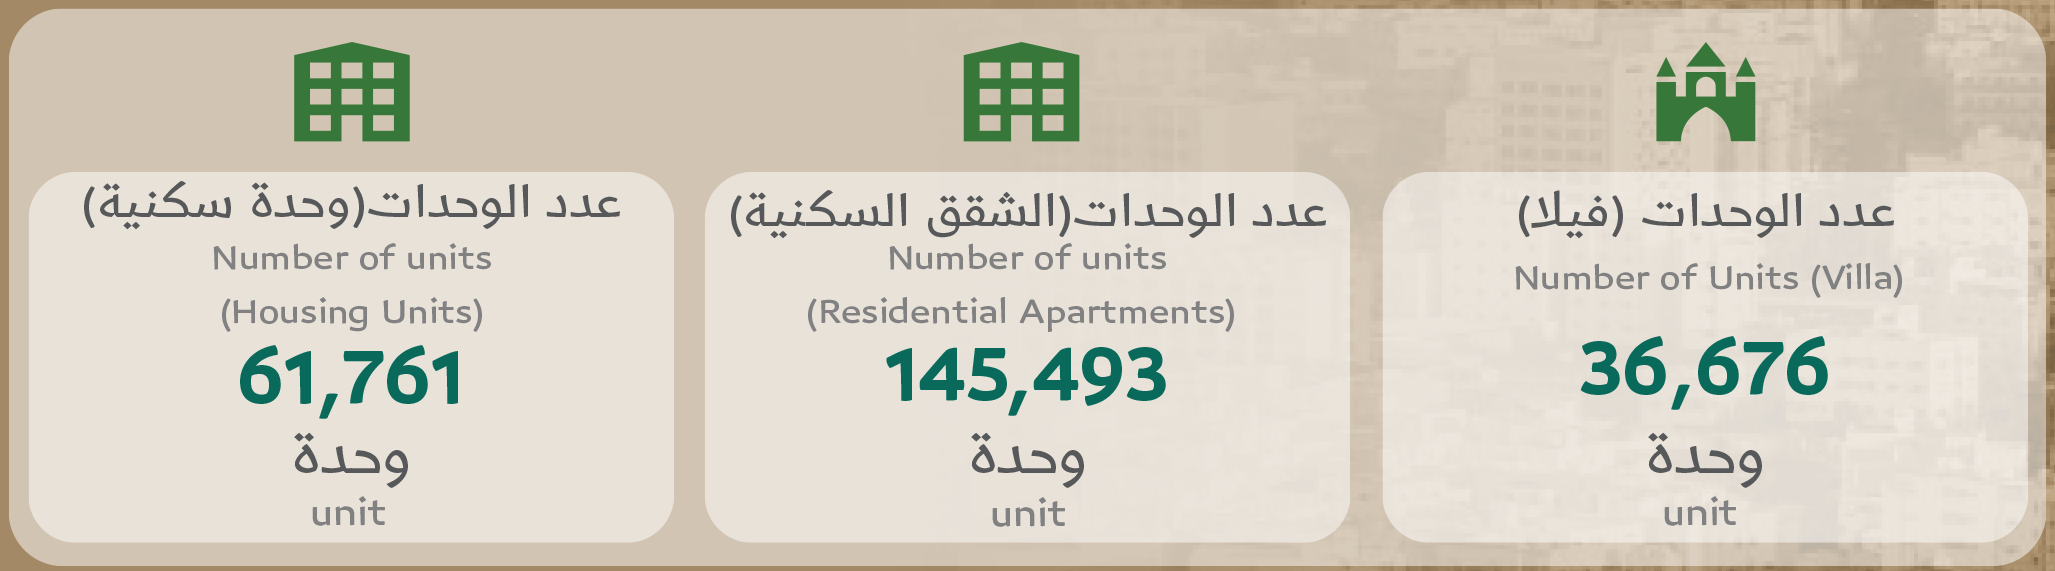 عدد الوحدات (فيلا)
Number of Units (Villa)
36,676
وحدة
unit
عدد الوحدات(الشقق السكنية)
Number of units
(Residential Apartments)
145,493
وحدة
unit
عدد الوحدات(وحدة سكنية)
Number of units
(Housing Units)
61,761
وحدة
unit